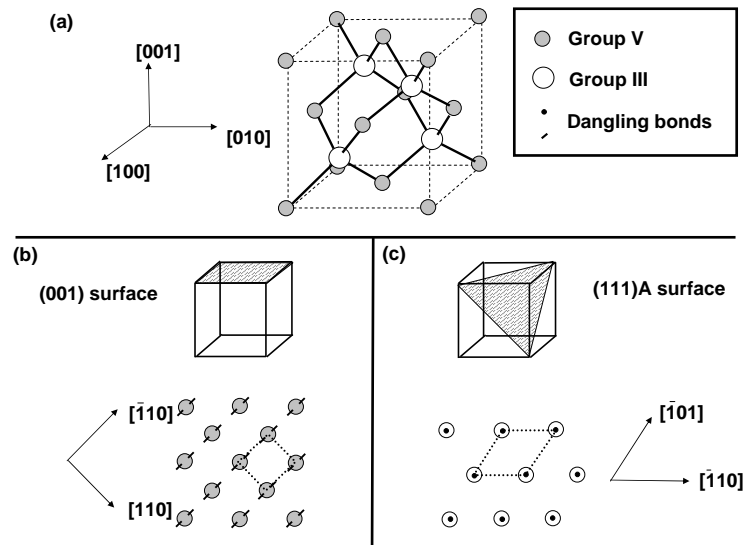 (a)
[001]
[010]
[100]
Group V
Group III
Dangling bonds
(b)
(001) surface
[1̄10]
[110]
(c)
(111)A surface
[1̄01]
[1̄10]